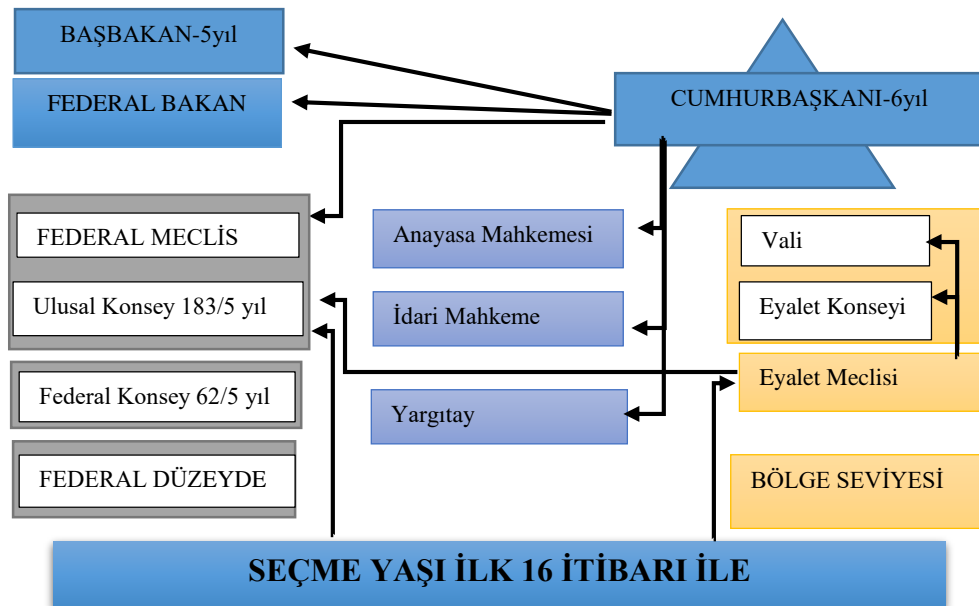 BAŞBAKAN-5yıl
FEDERAL BAKAN
CUMHURBAŞKANI-6yıl
FEDERAL MECLİS
Ulusal Konsey 183/5 yıl
Federal Konsey 62/5 yıl
FEDERAL DÜZEYDE
Anayasa Mahkemesi
İdari Mahkeme
Yargıtay
Vali
Eyalet Konseyi
Eyalet Meclisi
BÖLGE SEVİYESİ
SEÇME YAŞI İLK 16 İTİBARI İLE